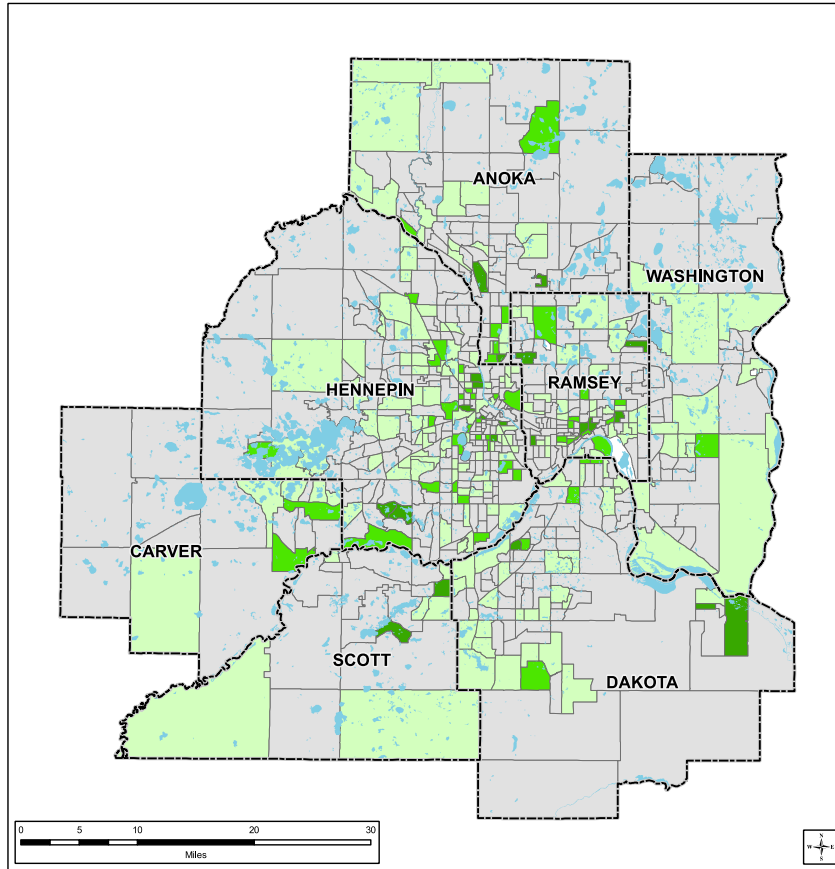 ANOKA
WASHINGTON
HENNEPIN
RAMSEY
CARVER
SCOTT
DAKOTA
0 5 10 20 30
Miles
N
W E
S